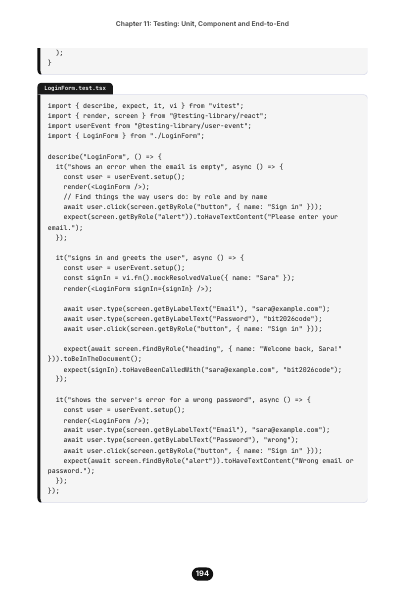 Chapter 11: Testing: Unit, Component and End-to-End
  );
}
LoginForm.test.tsx
import { describe, expect, it, vi } from "vitest";
import { render, screen } from "@testing-library/react";
import userEvent from "@testing-library/user-event";
import { LoginForm } from "./LoginForm";

describe("LoginForm", () => {
  it("shows an error when the email is empty", async () => {
    const user = userEvent.setup();
    render(<LoginForm />);
    // Find things the way users do: by role and by name
    await user.click(screen.getByRole("button", { name: "Sign in" }));
    expect(screen.getByRole("alert")).toHaveTextContent("Please enter your
email.");
  });

  it("signs in and greets the user", async () => {
    const user = userEvent.setup();
    const signIn = vi.fn().mockResolvedValue({ name: "Sara" });
    render(<LoginForm signIn={signIn} />);

    await user.type(screen.getByLabelText("Email"), "sara@example.com");
    await user.type(screen.getByLabelText("Password"), "bit2026code");
    await user.click(screen.getByRole("button", { name: "Sign in" }));

    expect(await screen.findByRole("heading", { name: "Welcome back, Sara!"
})).toBeInTheDocument();
    expect(signIn).toHaveBeenCalledWith("sara@example.com", "bit2026code");
  });

  it("shows the server's error for a wrong password", async () => {
    const user = userEvent.setup();
    render(<LoginForm />);
    await user.type(screen.getByLabelText("Email"), "sara@example.com");
    await user.type(screen.getByLabelText("Password"), "wrong");
    await user.click(screen.getByRole("button", { name: "Sign in" }));
    expect(await screen.findByRole("alert")).toHaveTextContent("Wrong email or
password.");
  });
});
194